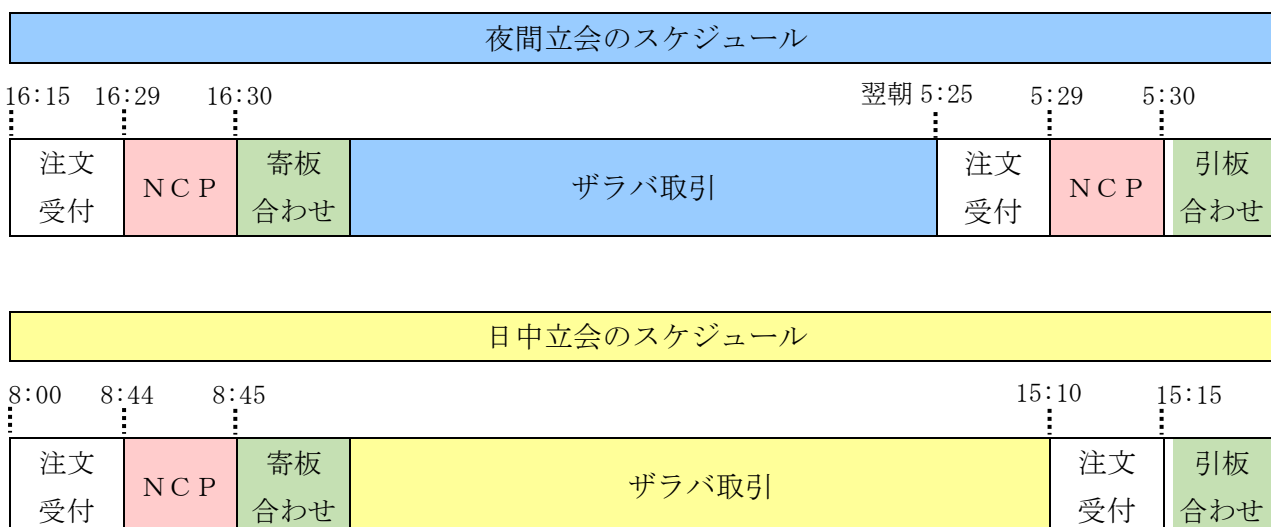 夜間立会のスケジュール
16:15 16:29 16:30 翌朝 5:25 5:29 5:30
注文
受付
NCP
寄板
合わせ
ザラバ取引
注文
受付
NCP
引板
合わせ
日中立会のスケジュール
8:00 8:44 8:45 15:10 15:15
注文
受付
NCP
寄板
合わせ
ザラバ取引
注文
受付
引板
合わせ